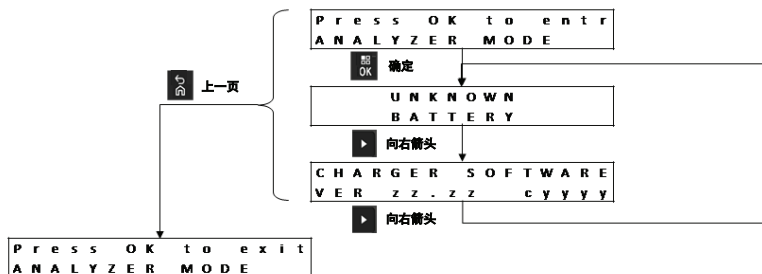 Press OK to entr
ANALYZER MODE
OK
确定
上一页
UNKNOWN
BATTERY
向右箭头
CHARGER SOFTWARE
VER zz.zz cyyyy
向右箭头
Press OK to exit
ANALYZER MODE